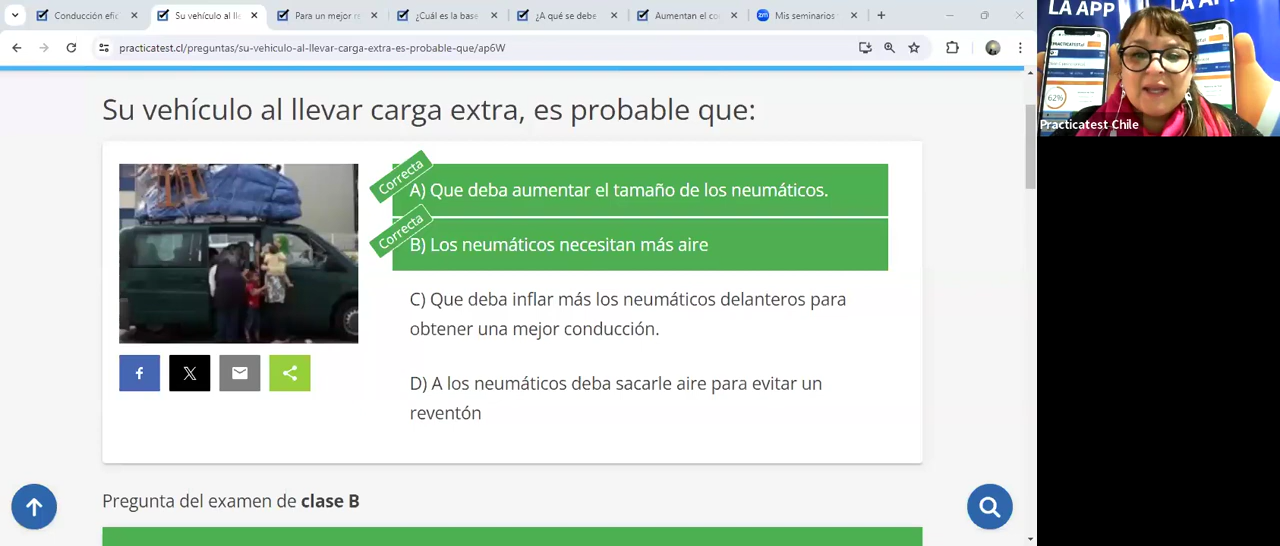 Conducción efic
Su vehículo al lle
Para un mejor re
¿Cuál es la base
¿A qué se debe
Aumentan el co
Mis seminarios
practicatest.cl/preguntas/su-vehiculo-al-llevar-carga-extra-es-probable-que/ap6W
LA APP
LA AP
62%
Practicatest Chile
Su vehículo al llevar carga extra, es probable que:
Correcta
A) Que deba aumentar el tamaño de los neumáticos.
Correcta
B) Los neumáticos necesitan más aire
C) Que deba inflar más los neumáticos delanteros para
obtener una mejor conducción.
D) A los neumáticos deba sacarle aire para evitar un
reventón
Pregunta del examen de clase B